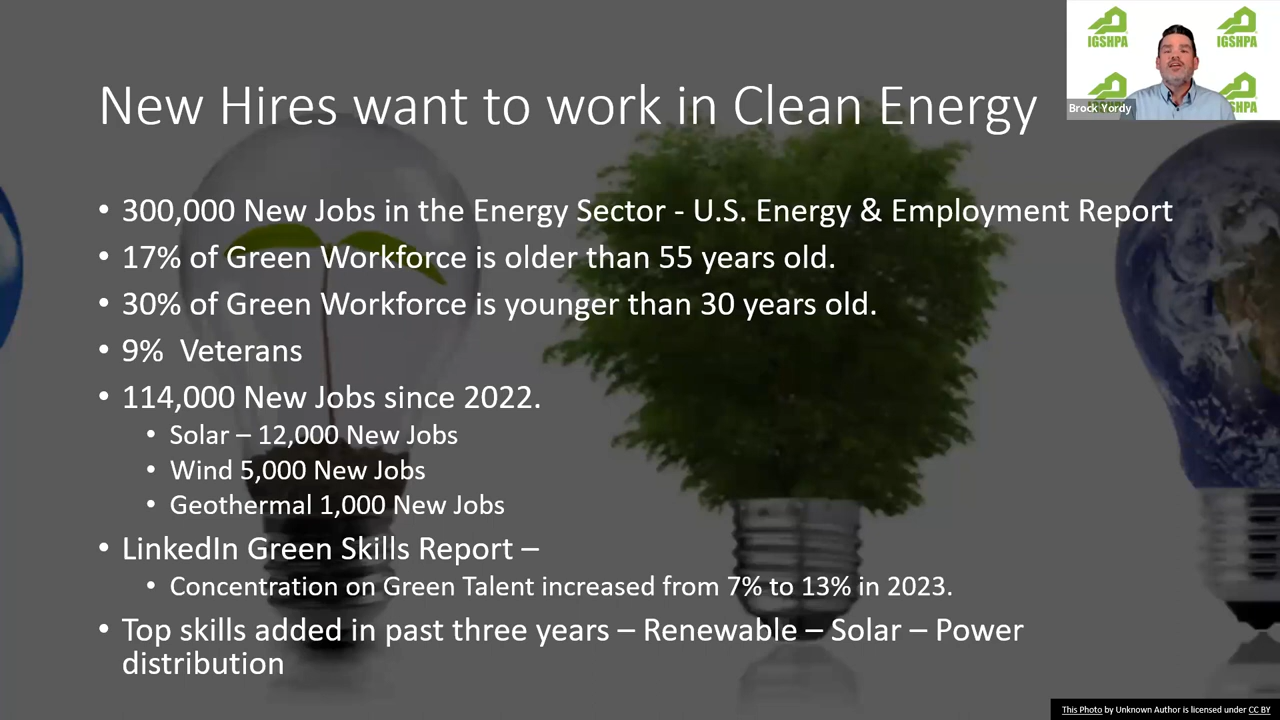 New Hires want to work in Clean Energy
IGSHPA
IGSHPA
IGSHPA
Brock Yordy
• 300,000 New Jobs in the Energy Sector - U.S. Energy & Employment Report
• 17% of Green Workforce is older than 55 years old.
• 30% of Green Workforce is younger than 30 years old.
• 9%  Veterans
• 114,000 New Jobs since 2022.
• Solar – 12,000 New Jobs
• Wind 5,000 New Jobs
• Geothermal 1,000 New Jobs
• LinkedIn Green Skills Report –
• Concentration on Green Talent increased from 7% to 13% in 2023.
• Top skills added in past three years – Renewable – Solar – Power
distribution
This Photo by Unknown Author is licensed under CC BY